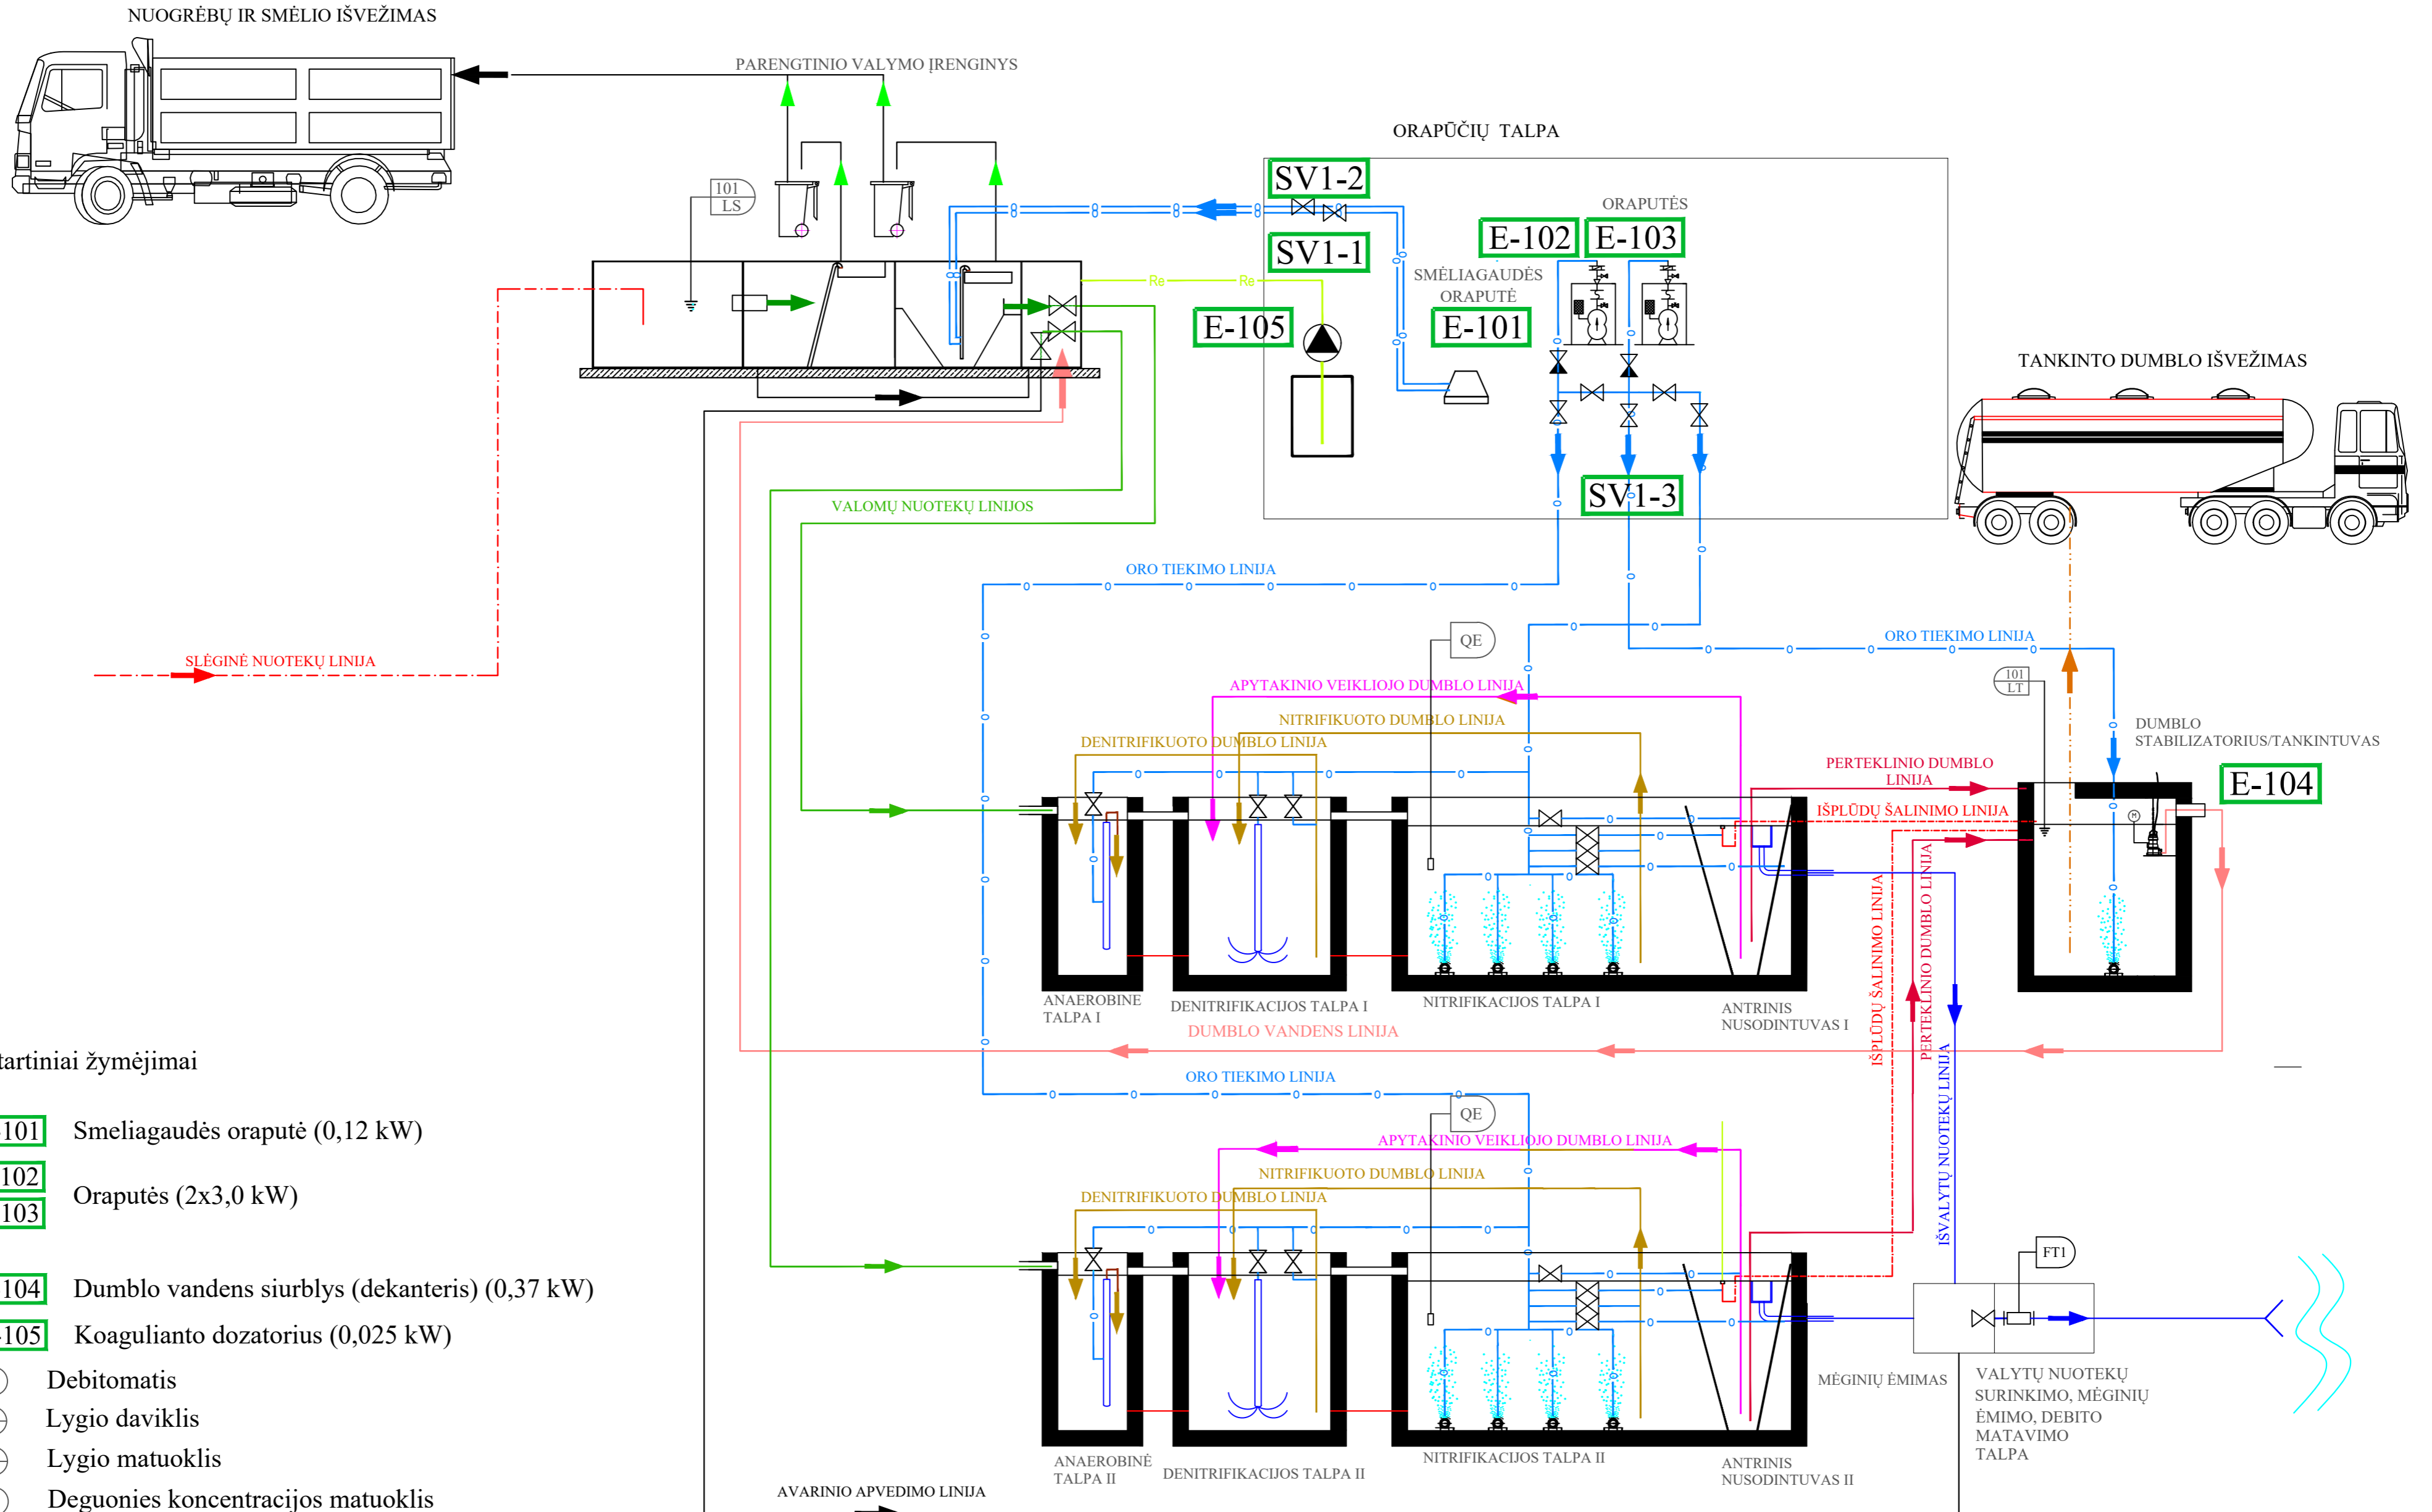 NUOGRĖBŲ IR SMĖLIO IŠVEŽIMAS
PARENGTINIO VALYMO ĮRENGINYS
ORAPŪČIŲ TALPA
101
LS
SV1-2
SV1-1
ORAPUTĖS
E-102
E-103
SMĖLIAGAUDĖS
ORAPUTĖ
E-101
E-105
Re
Re
SV1-3
TANKINTO DUMBLO IŠVEŽIMAS
VALOMŲ NUOTEKŲ LINIJOS
ORO TIEKIMO LINIJA
SLĖGINĖ NUOTEKŲ LINIJA
QE
ORO TIEKIMO LINIJA
101
LT
APYTAKINIO VEIKLIOJO DUMBLO LINIJA
NITRIFIKUOTO DUMBLO LINIJA
DENITRIFIKUOTO DUMBLO LINIJA
DUMBLO
STABILIZATORIUS/TANKINTUVAS
PERTEKLINIO DUMBLO
LINIJA
E-104
IŠPLŪDŲ ŠALINIMO LINIJA
M
IŠPLŪDŲ ŠALINIMO LINIJA
PERTEKLINIO DUMBLO LINIJA
IŠVALYTŲ NUOTEKŲ LINIJA
ANAEROBINE
TALPA I
DENITRIFIKACIJOS TALPA I
NITRIFIKACIJOS TALPA I
ANTRINIS
NUSODINTUVAS I
DUMBLO VANDENS LINIJA
ORO TIEKIMO LINIJA
QE
APYTAKINIO VEIKLIOJO DUMBLO LINIJA
NITRIFIKUOTO DUMBLO LINIJA
DENITRIFIKUOTO DUMBLO LINIJA
FT1
MĖGINIŲ ĖMIMAS
VALYTŲ NUOTEKŲ
SURINKIMO, MĖGINIŲ
ĖMIMO, DEBITO
MATAVIMO
TALPA
ANAEROBINĖ
TALPA II
DENITRIFIKACIJOS TALPA II
NITRIFIKACIJOS TALPA II
ANTRINIS
NUSODINTUVAS II
AVARINIO APVEDIMO LINIJA
tartiniai žymėjimai
101 Smeliagaudės oraputė (0,12 kW)
102
103
Oraputės (2x3,0 kW)
104 Dumblo vandens siurblys (dekanteris) (0,37 kW)
-105 Koagulianto dozatorius (0,025 kW)
Debitomatis
Lygio daviklis
Lygio matuoklis
Deguonies koncentracijos matuoklis